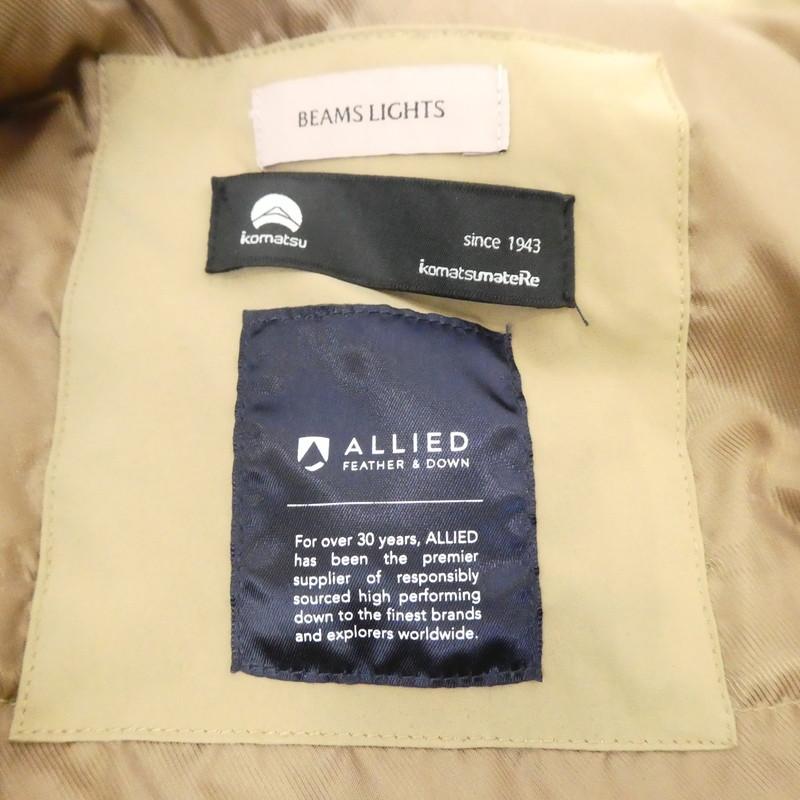 BEAMS LIGHTS
komatsu
since 1943
komatsumateRe
ALLIED
FEATHER & DOWN
For over 30 years, ALLIED
has been the premier
supplier of responsibly
sourced high performing
down to the finest brands
and explorers worldwide.